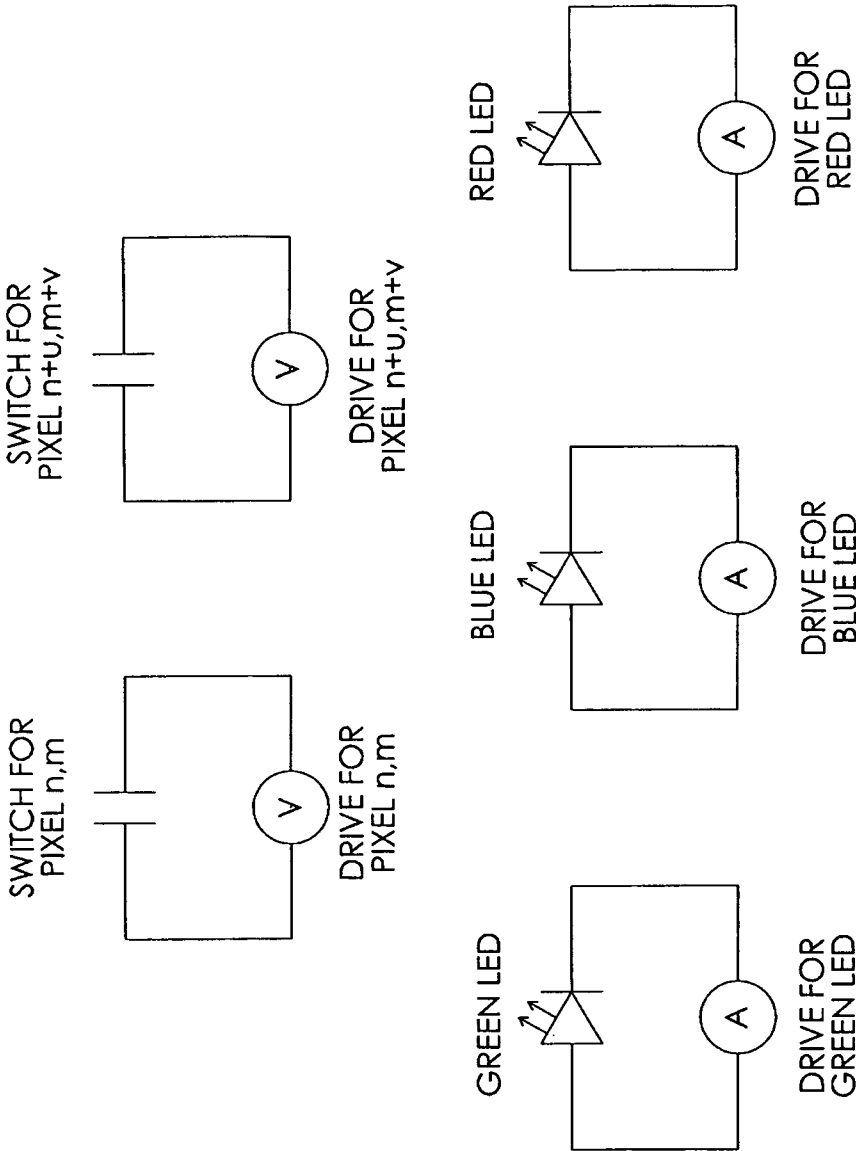 SWITCH FOR
PIXEL n,m
V
DRIVE FOR
PIXEL n,m
SWITCH FOR
PIXEL n+u,m+v
V
DRIVE FOR
PIXEL n+u,m+v
GREEN LED
A
DRIVE FOR
GREEN LED
BLUE LED
A
DRIVE FOR
BLUE LED
RED LED
A
DRIVE FOR
RED LED